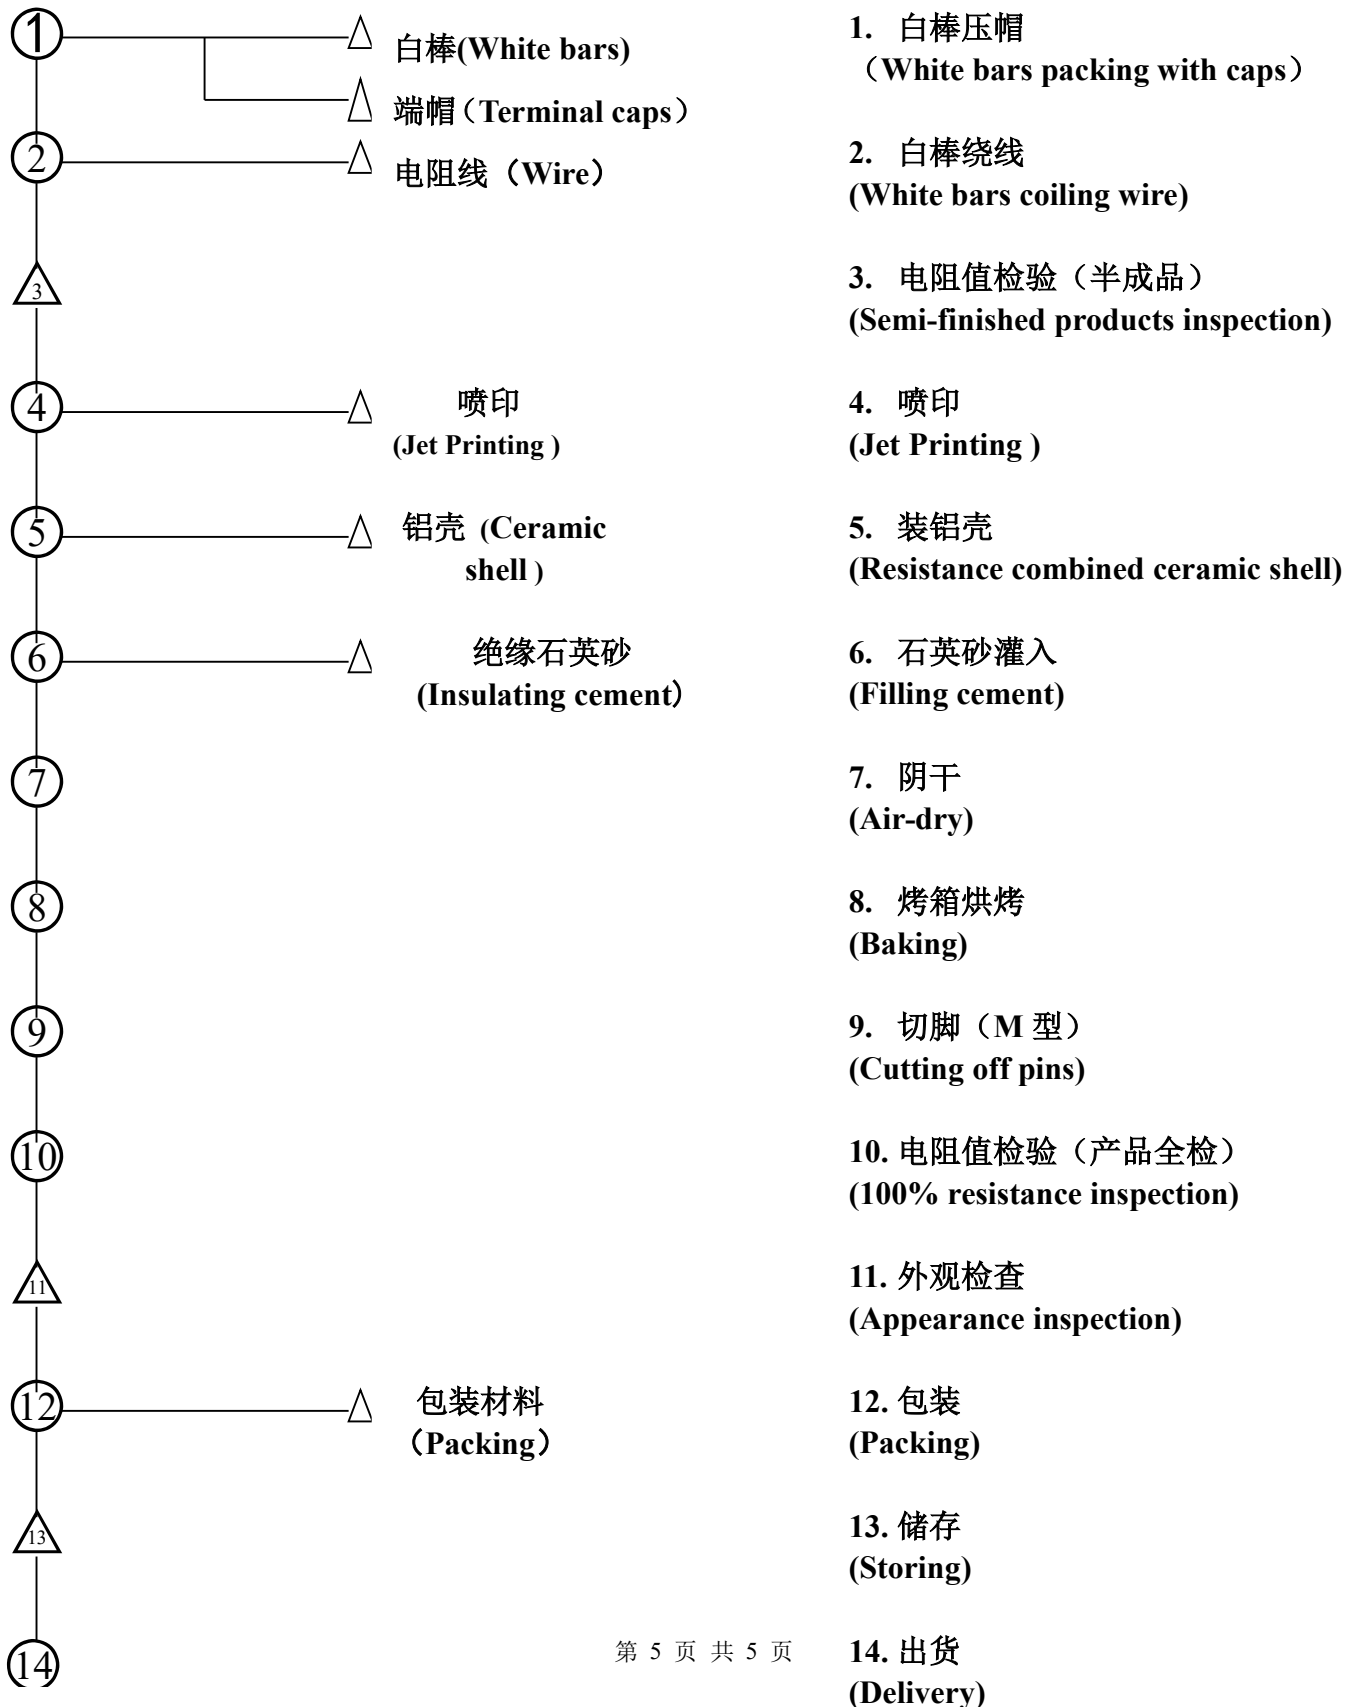 1
白棒(White bars)
端帽（Terminal caps）
2
电阻线（Wire）
3
4
喷印
(Jet Printing )
5
铝壳 (Ceramic
shell )
6
绝缘石英砂
(Insulating cement)
7
8
9
10
11
12
包装材料
（Packing）
13
14
1. 白棒压帽
（White bars packing with caps）
2. 白棒绕线
(White bars coiling wire)
3. 电阻值检验（半成品）
(Semi-finished products inspection)
4. 喷印
(Jet Printing )
5. 装铝壳
(Resistance combined ceramic shell)
6. 石英砂灌入
(Filling cement)
7. 阴干
(Air-dry)
8. 烤箱烘烤
(Baking)
9. 切脚（M 型）
(Cutting off pins)
10. 电阻值检验（产品全检）
(100% resistance inspection)
11. 外观检查
(Appearance inspection)
12. 包装
(Packing)
13. 储存
(Storing)
14. 出货
(Delivery)
第 5 页 共 5 页